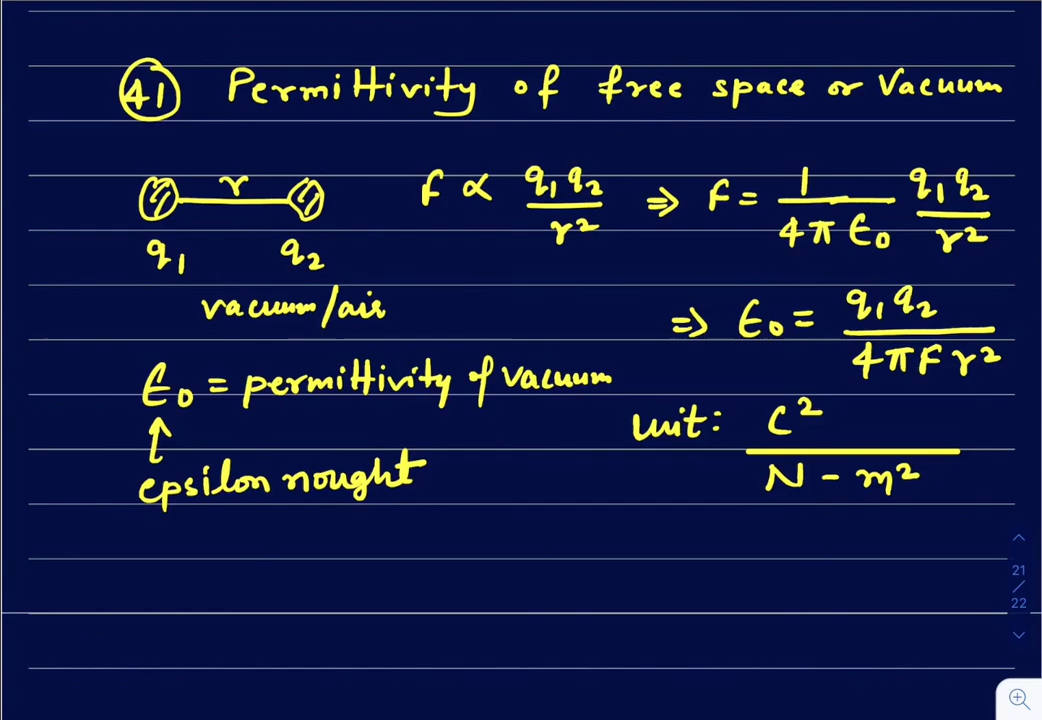 41 Permittivity of free space or Vacuum
r
F ∝ q₁q₂/r² ⇒ F = 1/4πϵ₀ q₁q₂/r²
q₁ q₂
vacuum/air
⇒ ϵ₀ = q₁q₂/4πFr²
ϵ₀ = permittivity of vacuum
↑
epsilon nought
Unit: C²/N-m²
21
/
22